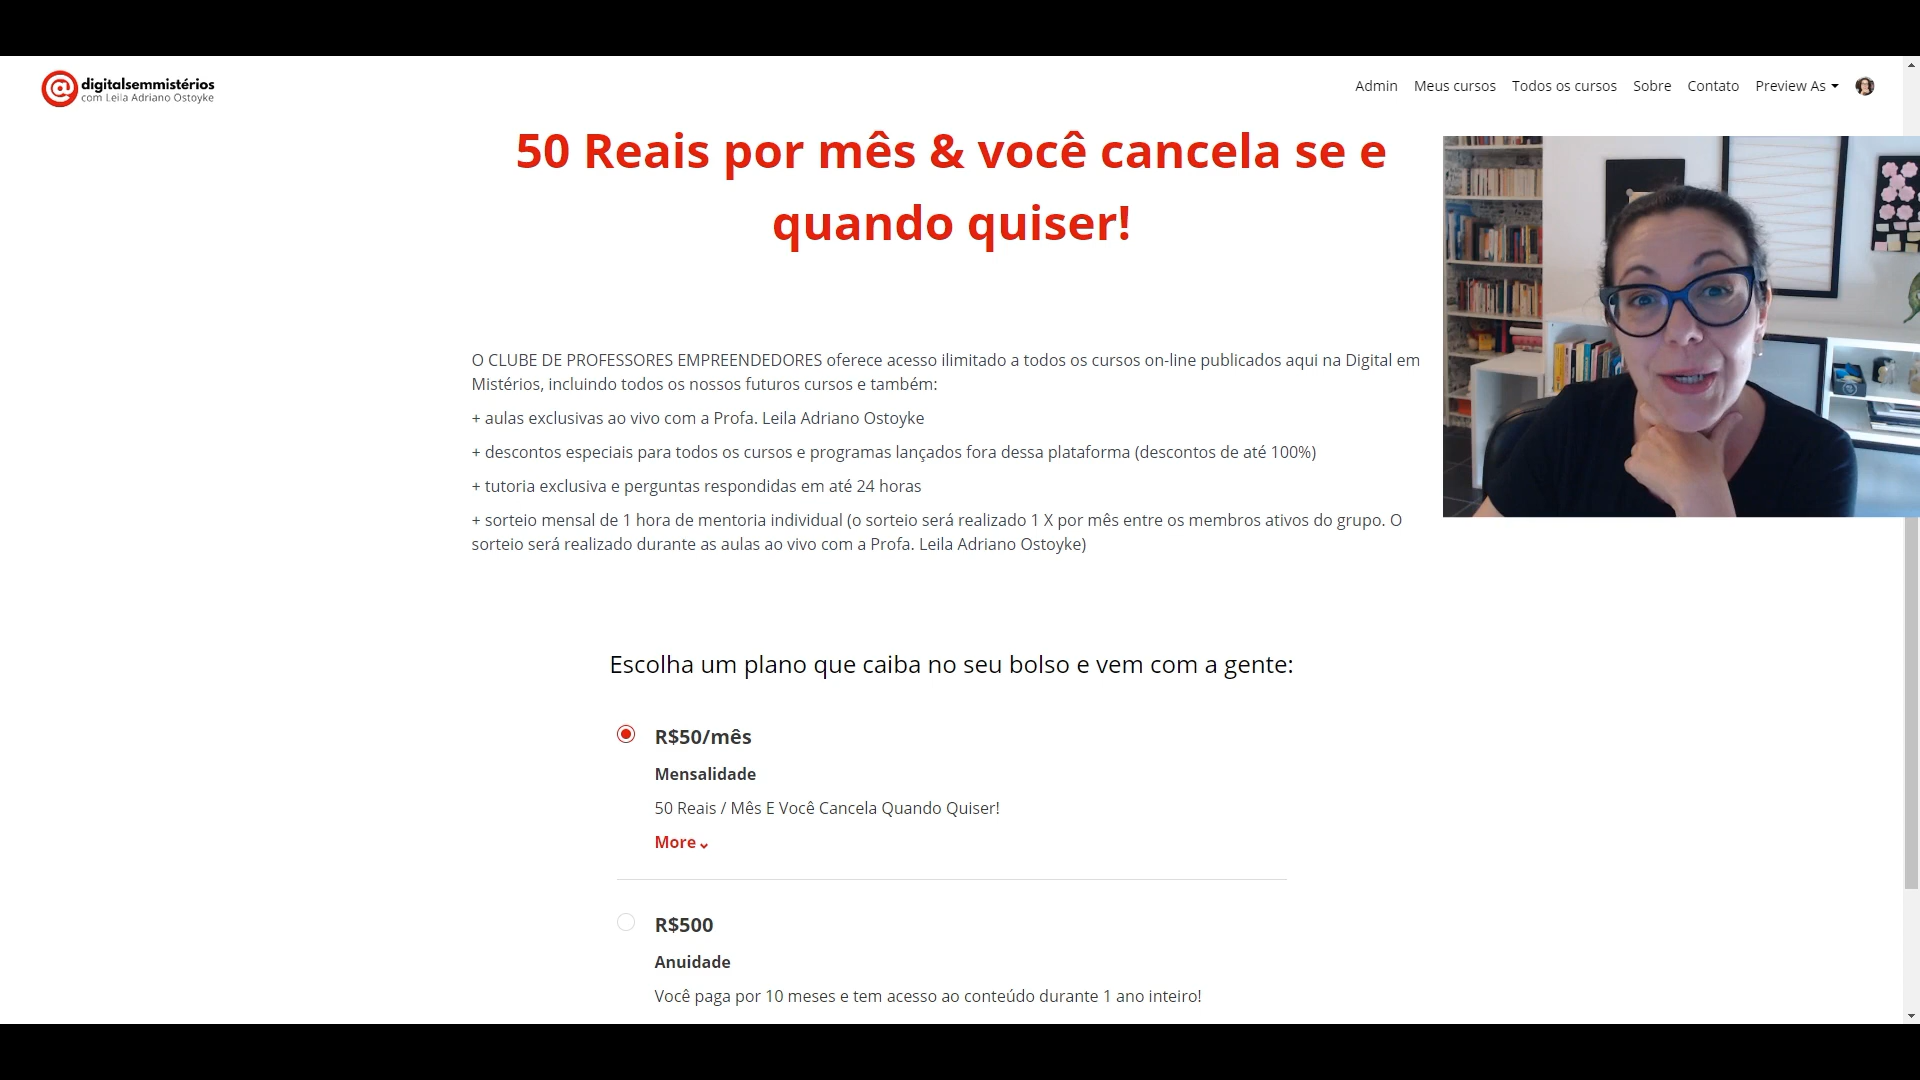 @ digitalsemmistérios
com Leila Adriano Ostoyke
Admin Meus cursos Todos os cursos Sobre Contato Preview As
50 Reais por mês & você cancela se e
quando quiser!
O CLUBE DE PROFESSORES EMPREENDEDORES oferece acesso ilimitado a todos os cursos on-line publicados aqui na Digital em
Mistérios, incluindo todos os nossos futuros cursos e também:
+ aulas exclusivas ao vivo com a Profa. Leila Adriano Ostoyke
+ descontos especiais para todos os cursos e programas lançados fora dessa plataforma (descontos de até 100%)
+ tutoria exclusiva e perguntas respondidas em até 24 horas
+ sorteio mensal de 1 hora de mentoria individual (o sorteio será realizado 1 X por mês entre os membros ativos do grupo. O
sorteio será realizado durante as aulas ao vivo com a Profa. Leila Adriano Ostoyke)
Escolha um plano que caiba no seu bolso e vem com a gente:
R$50/mês
Mensalidade
50 Reais / Mês E Você Cancela Quando Quiser!
More
R$500
Anuidade
Você paga por 10 meses e tem acesso ao conteúdo durante 1 ano inteiro!